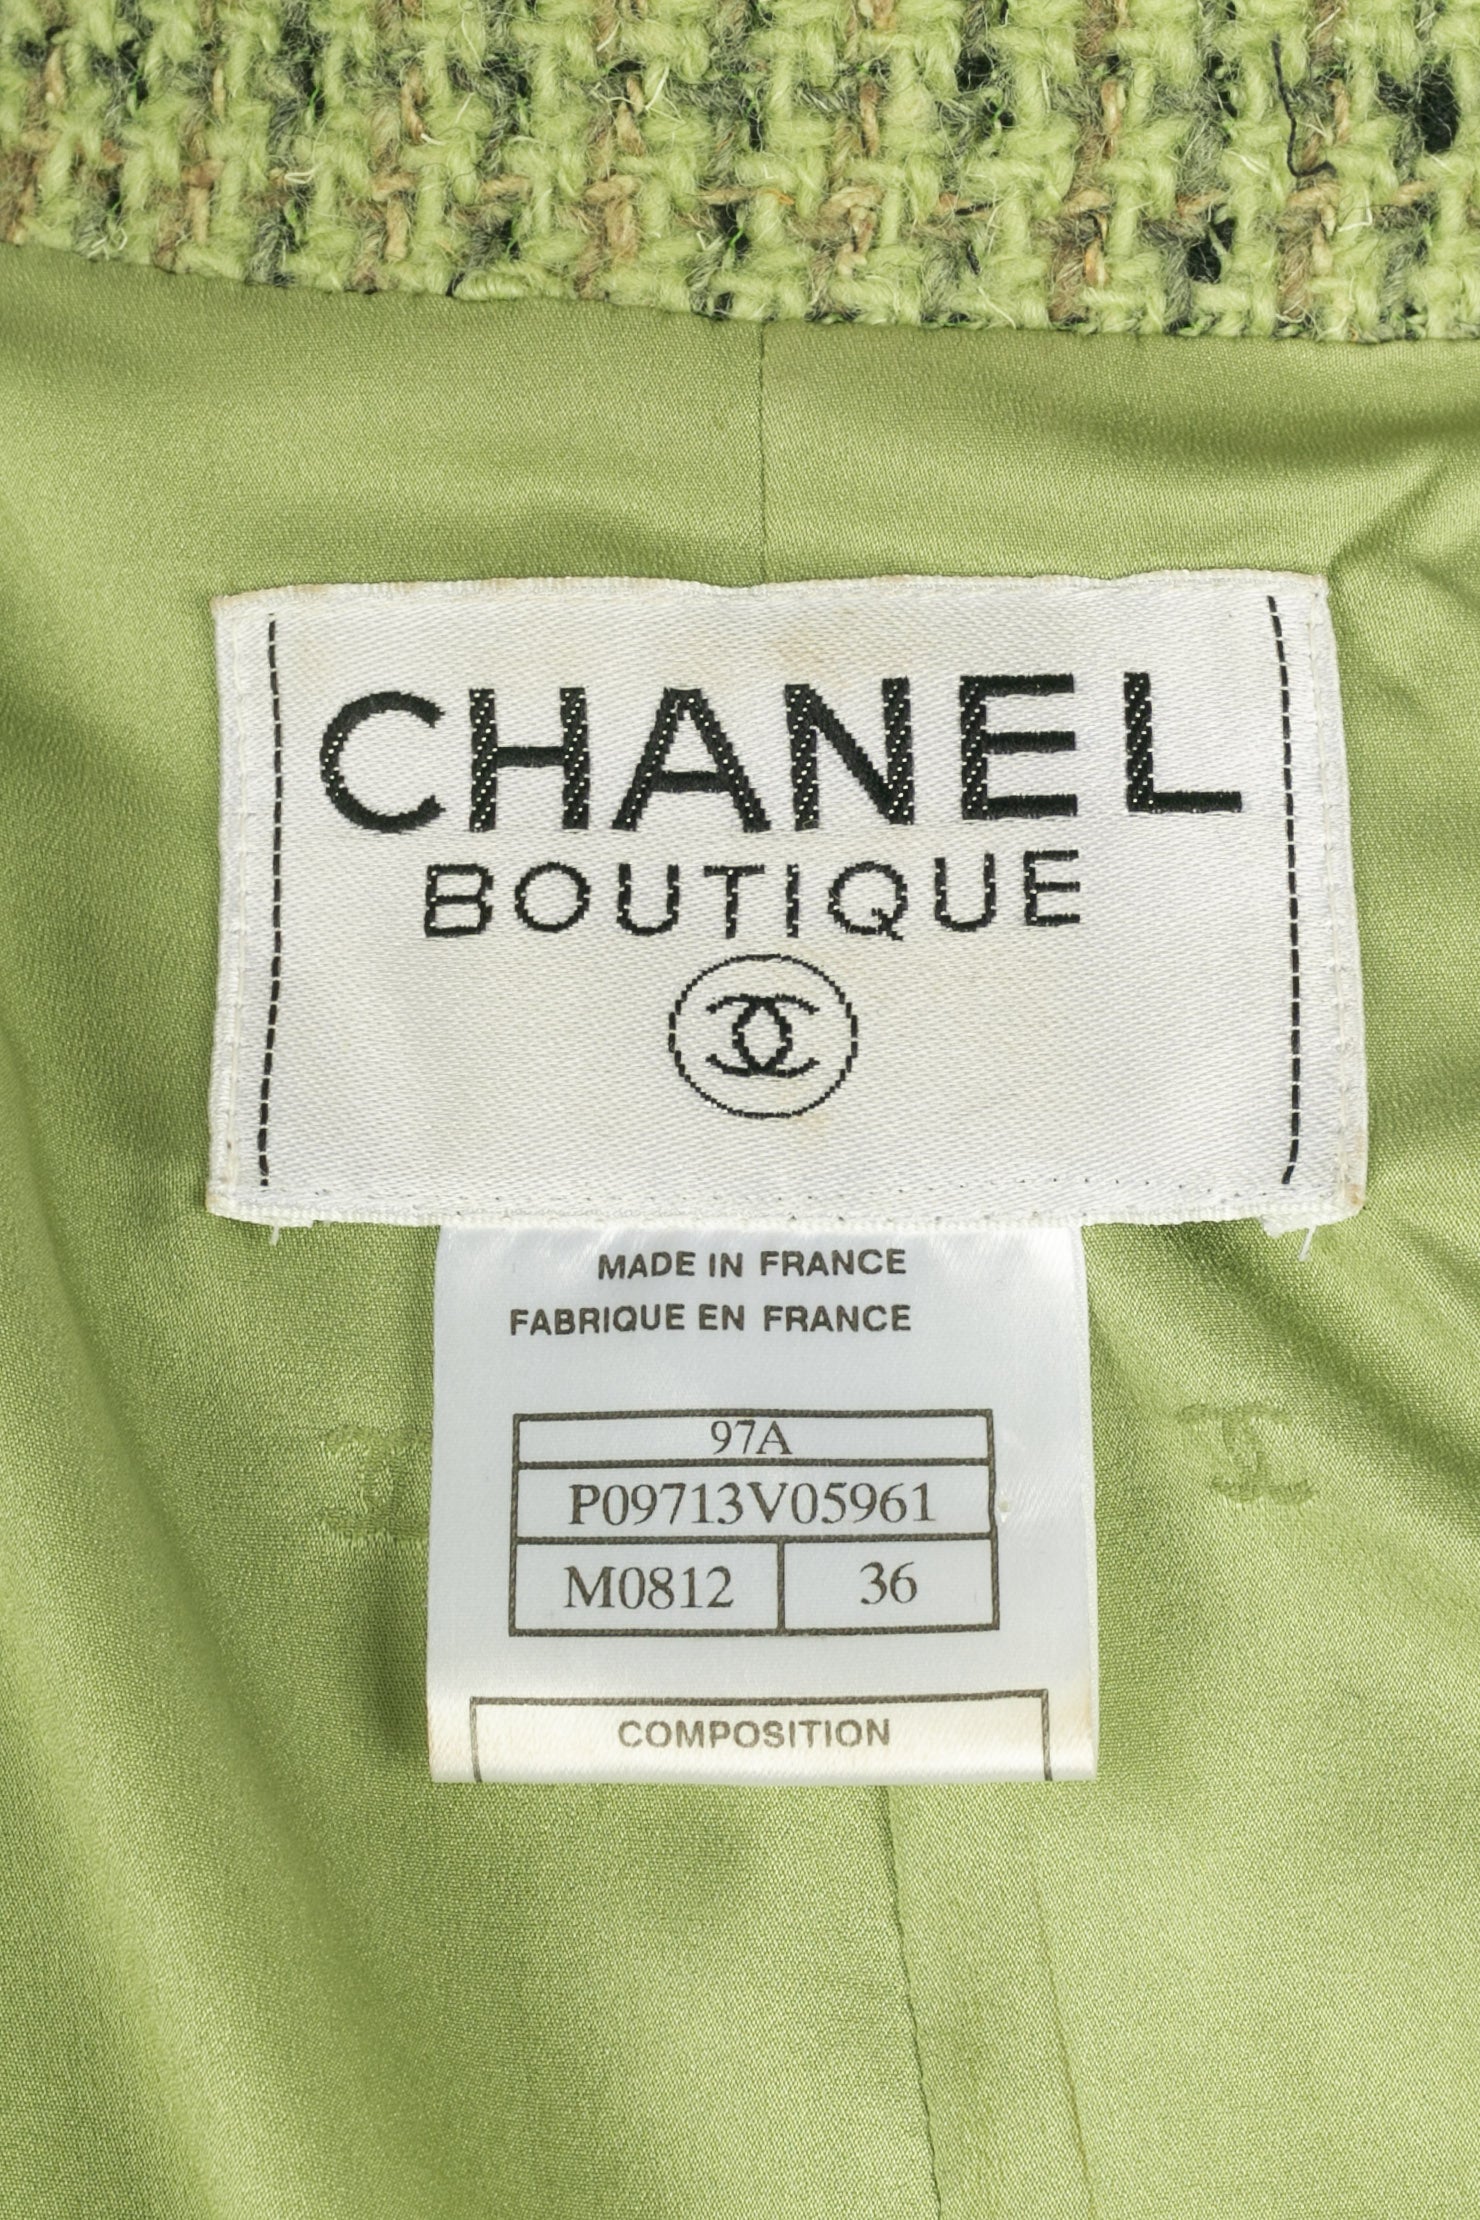 CHANEL
BOUTIQUE
MADE IN FRANCE
FABRIQUE EN FRANCE
97A
P09713V05961
M0812 36
COMPOSITION